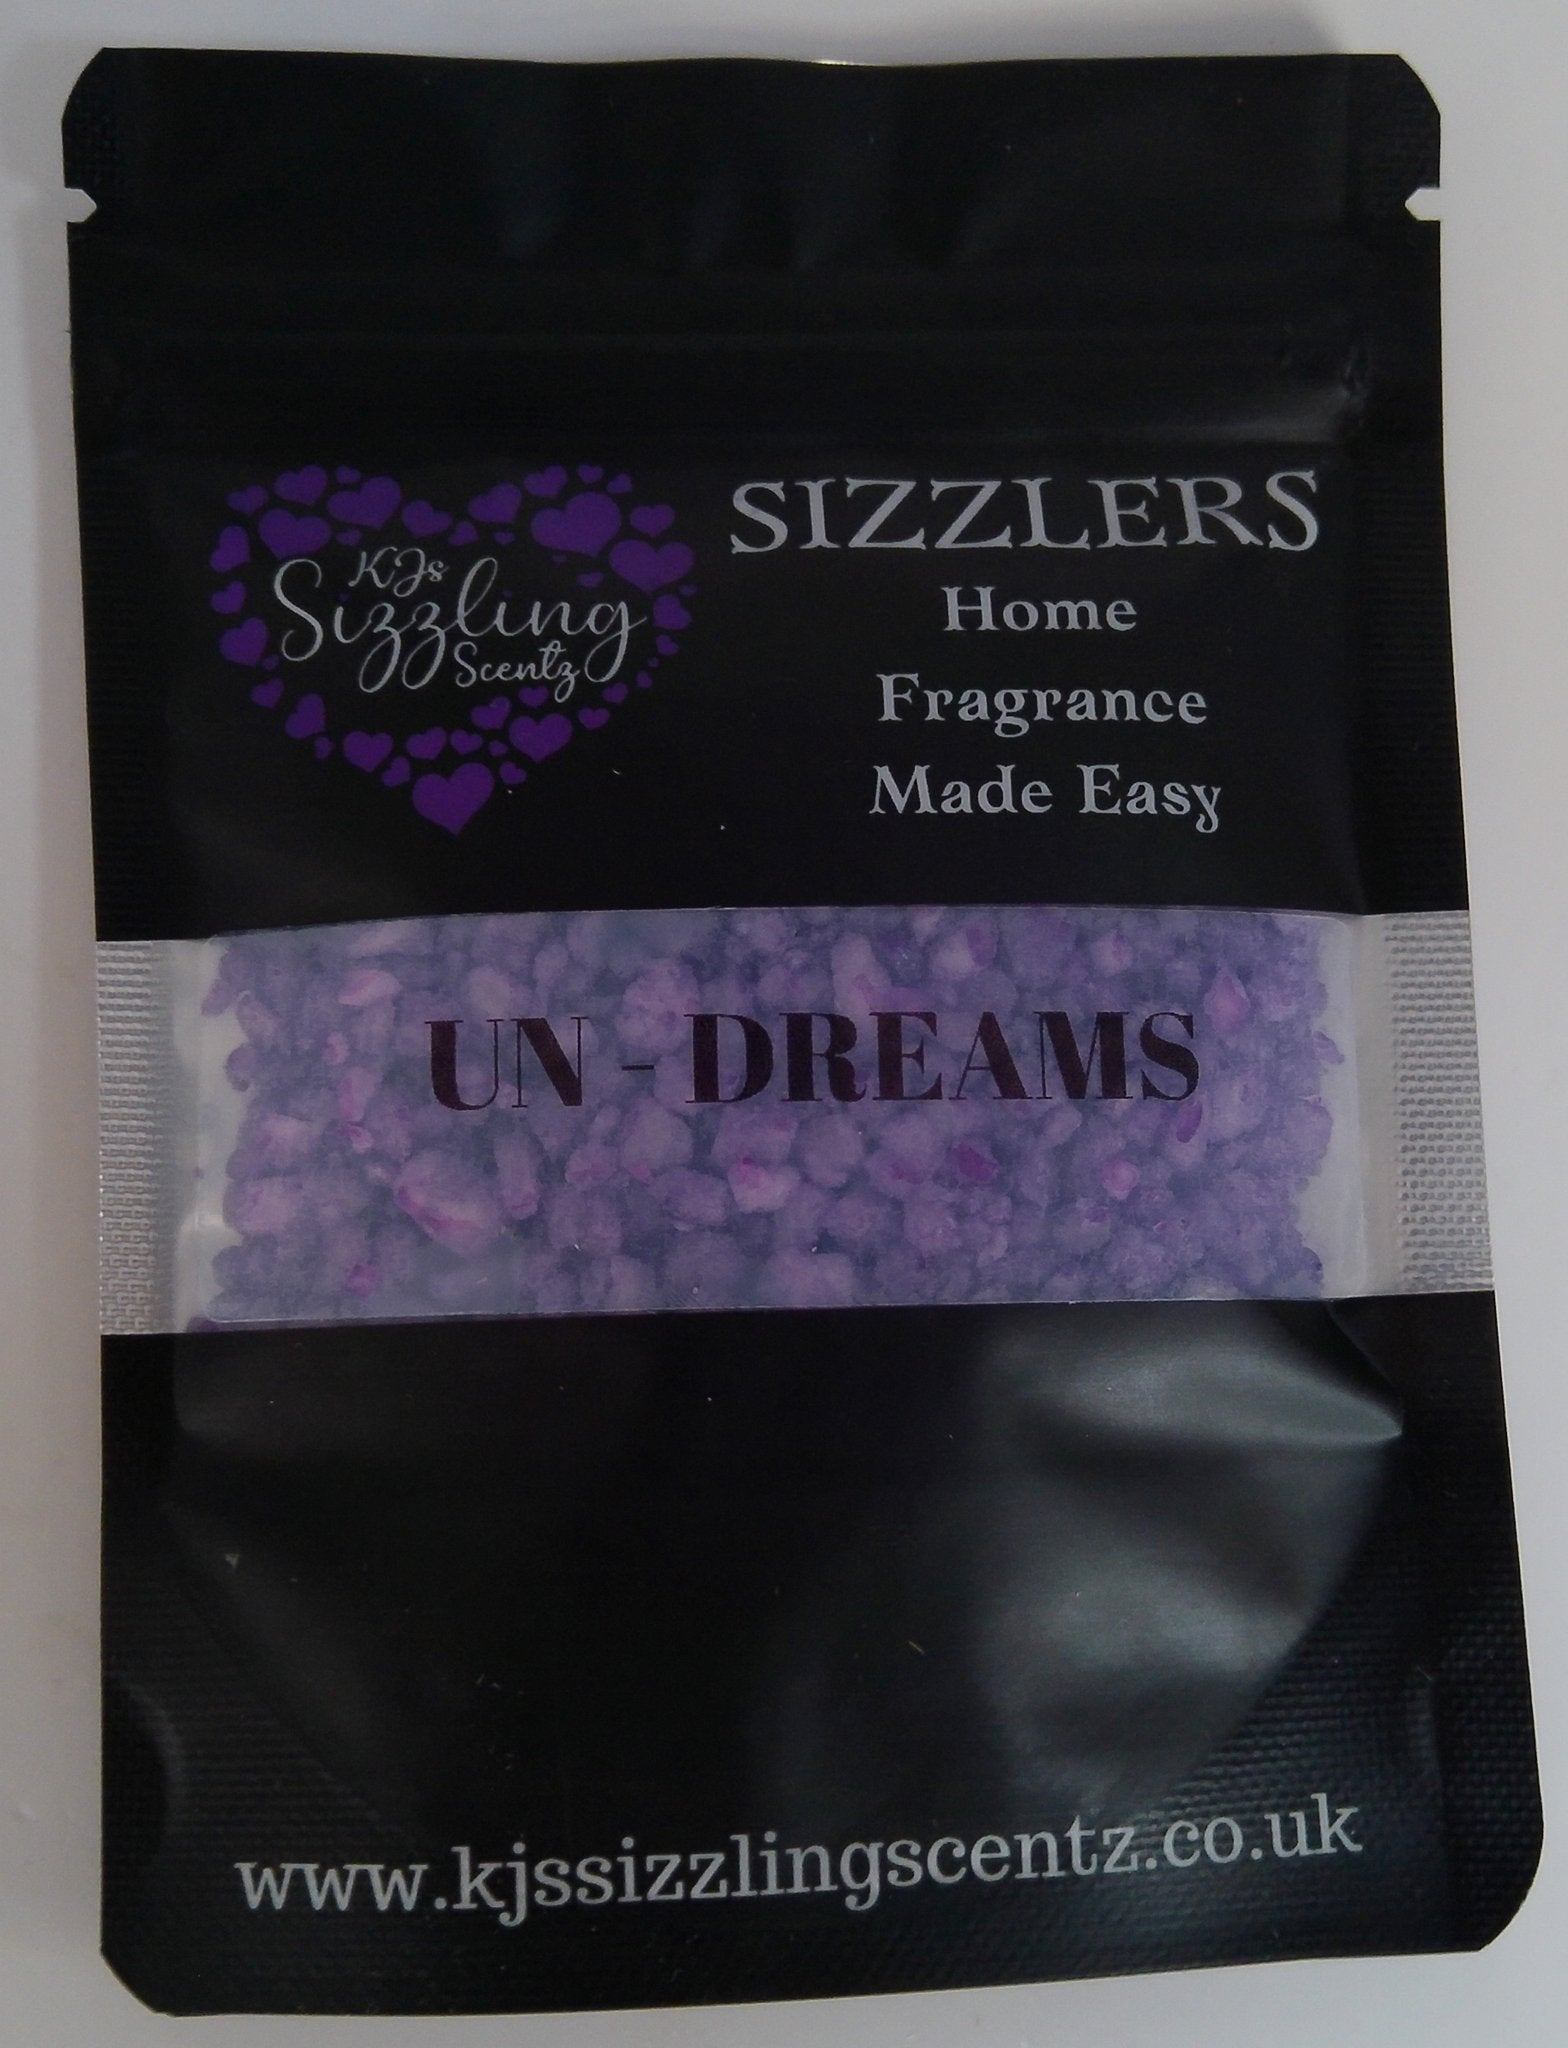 KJs
Sizzling
Scentz
SIZZLERS
Home
Fragrance
Made Easy
UN - DREAMS
www.kjssizzlingscentz.co.uk